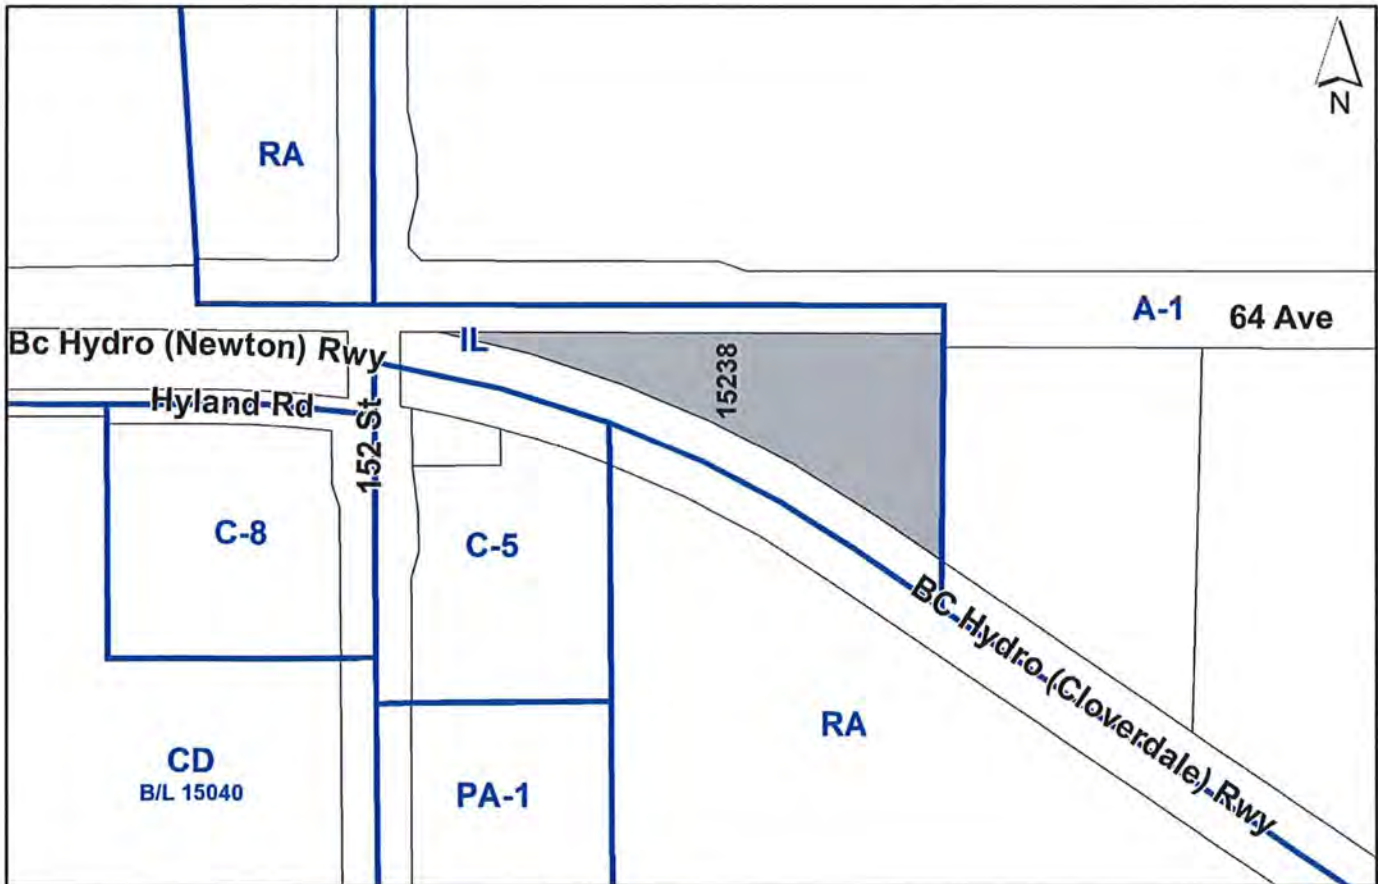 N
RA
A-1
64 Ave
IL
Bc Hydro (Newton) Rwy
15238
Hyland Rd
152 St
C-8
C-5
BC Hydro (Cloverdale) Rwy
RA
CD
B/L 15040
PA-1